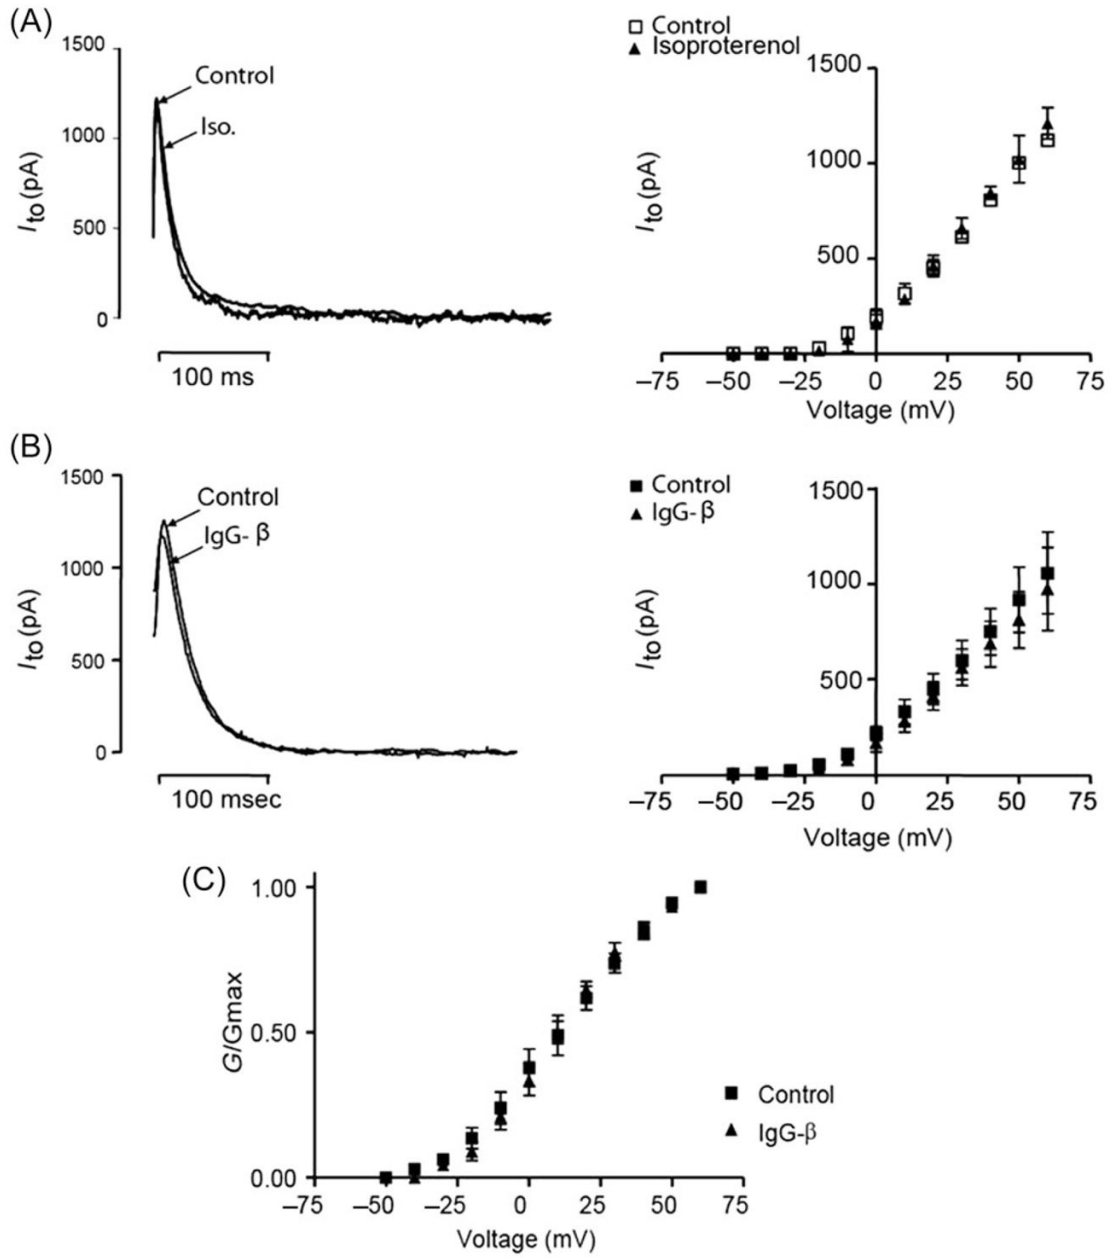 (A)
1500
1000
500
0
Ito (pA)
Control
Iso.
100 ms
Control
Isoproterenol
1500
1000
500
Ito (pA)
–75 –50 –25 0 25 50 75
Voltage (mV)
(B)
1500
1000
500
0
Ito (pA)
Control
IgG- β
100 msec
Control
IgG- β
1500
1000
500
Ito (pA)
–75 –50 –25 0 25 50 75
Voltage (mV)
(C)
1.00
0.50
0.00
G/Gmax
Control
IgG-β
–75 –50 –25 0 25 50 75
Voltage (mV)